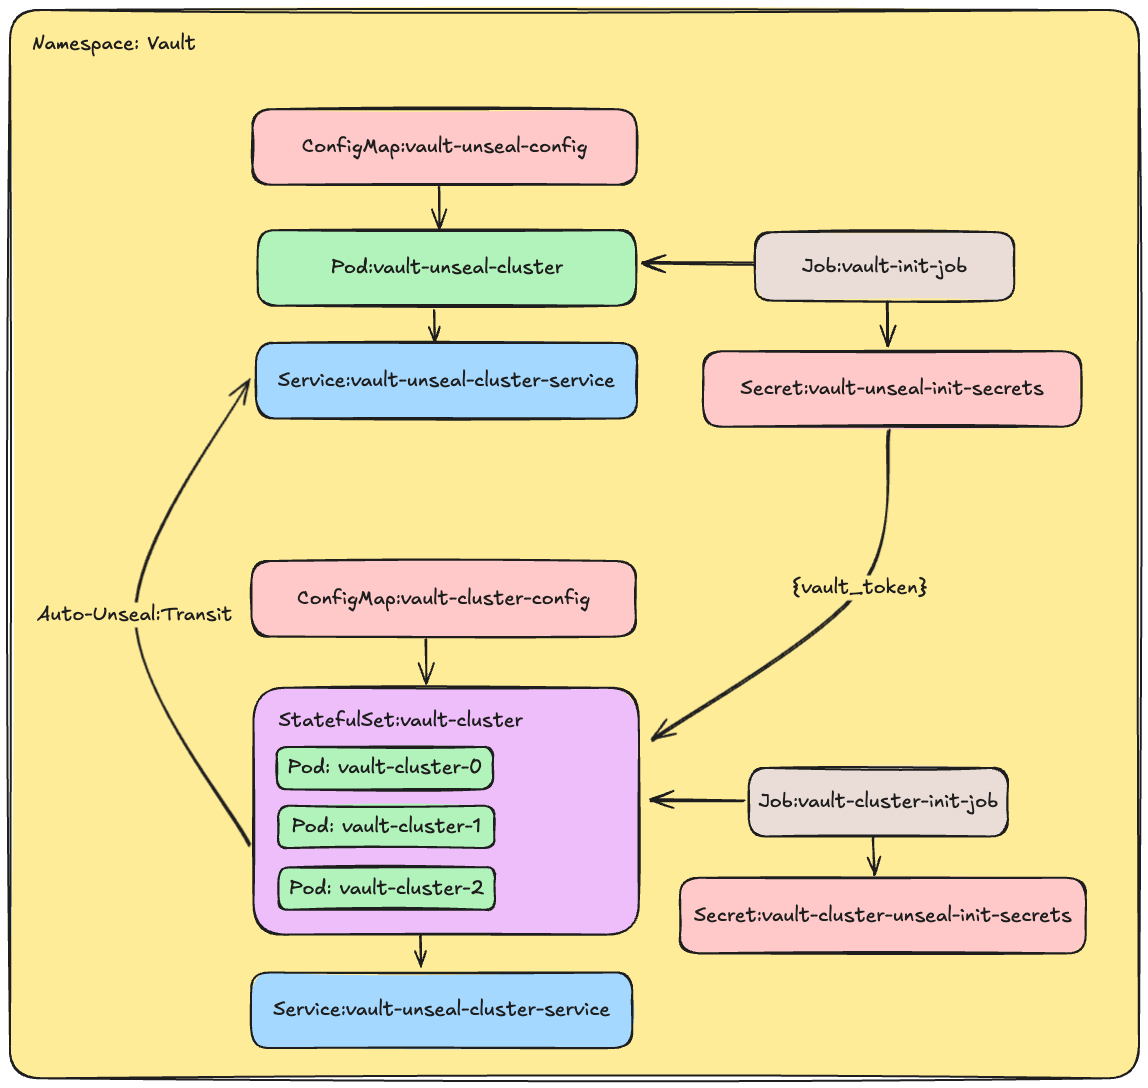 Namespace: Vault
ConfigMap:vault-unseal-config
Pod:vault-unseal-cluster
Job:vault-init-job
Service:vault-unseal-cluster-service
Secret:vault-unseal-init-secrets
{vault_token}
ConfigMap:vault-cluster-config
Auto-Unseal:Transit
StatefulSet:vault-cluster
Pod: vault-cluster-0
Pod: vault-cluster-1
Pod: vault-cluster-2
Job:vault-cluster-init-job
Secret:vault-cluster-unseal-init-secrets
Service:vault-unseal-cluster-service